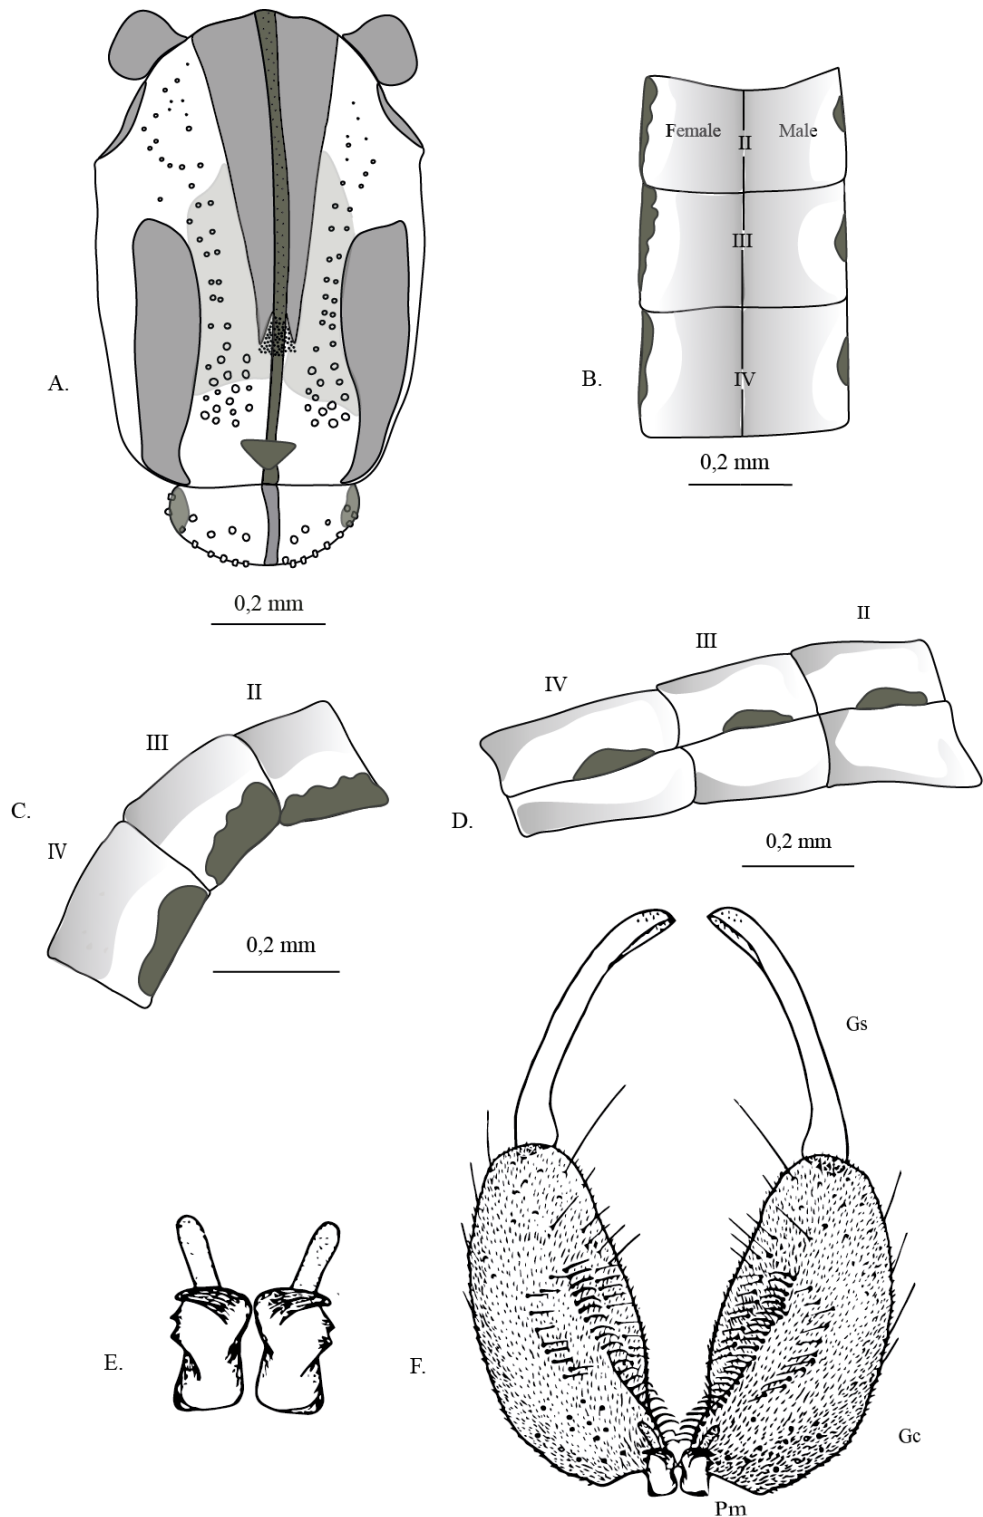 A.
0,2 mm
Female
Male
II
III
IV
B.
0,2 mm
II
III
IV
C.
0,2 mm
II
III
IV
D.
0,2 mm
E.
F.
Gs
Gc
Pm